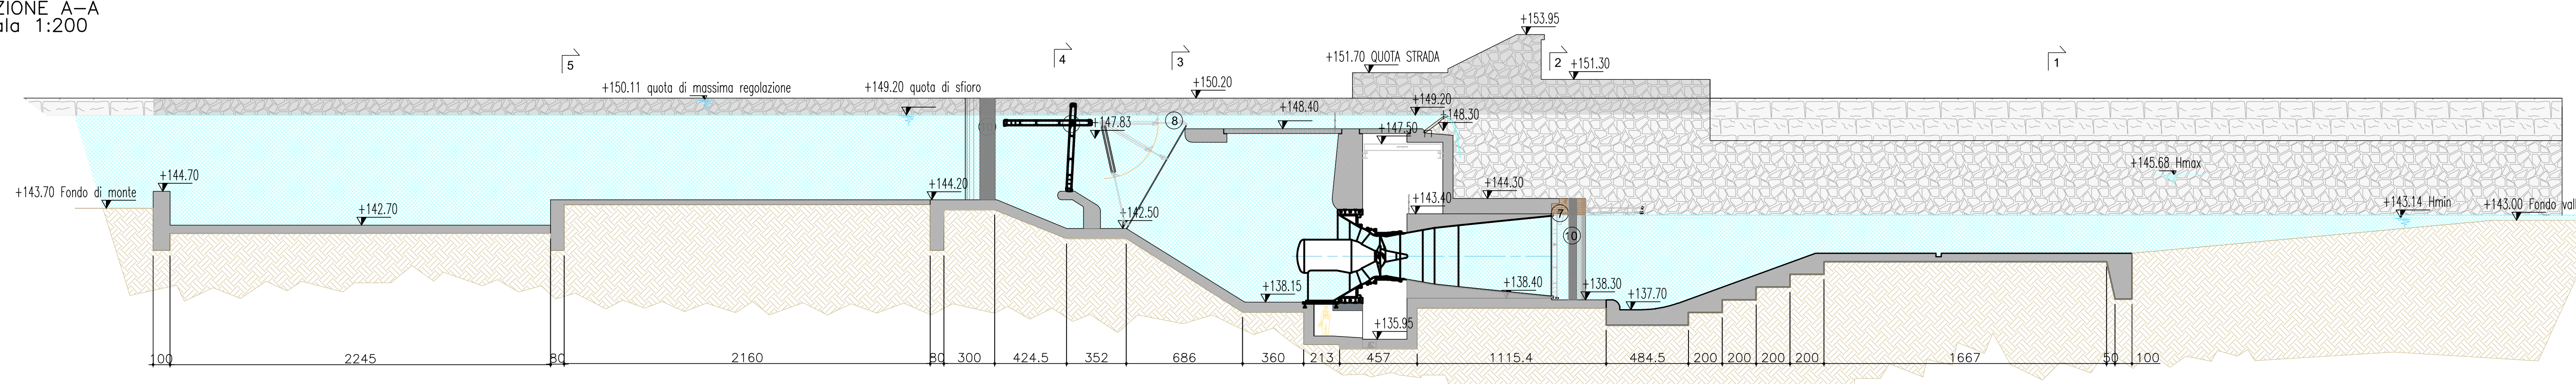 ZIONE A-A
ala 1:200
+153.95
5
4
3
2
1
+151.70 QUOTA STRADA
+151.30
+150.11 quota di massima regolazione
+149.20 quota di sfioro
+150.20
+149.20
+148.40
+148.30
8
+147.83
+147.50
+145.68 Hmax
+144.70
+143.70 Fondo di monte
+144.20
+144.30
+143.40
+143.14 Hmin
+143.00 Fondo vall
+142.70
+142.50
7
10
+138.15
+138.40
+138.30
+137.70
+135.95
100 2245 80 2160 80 300 424.5 352 686 360 213 457 1115.4 484.5 200 200 200 200 1667 50 100